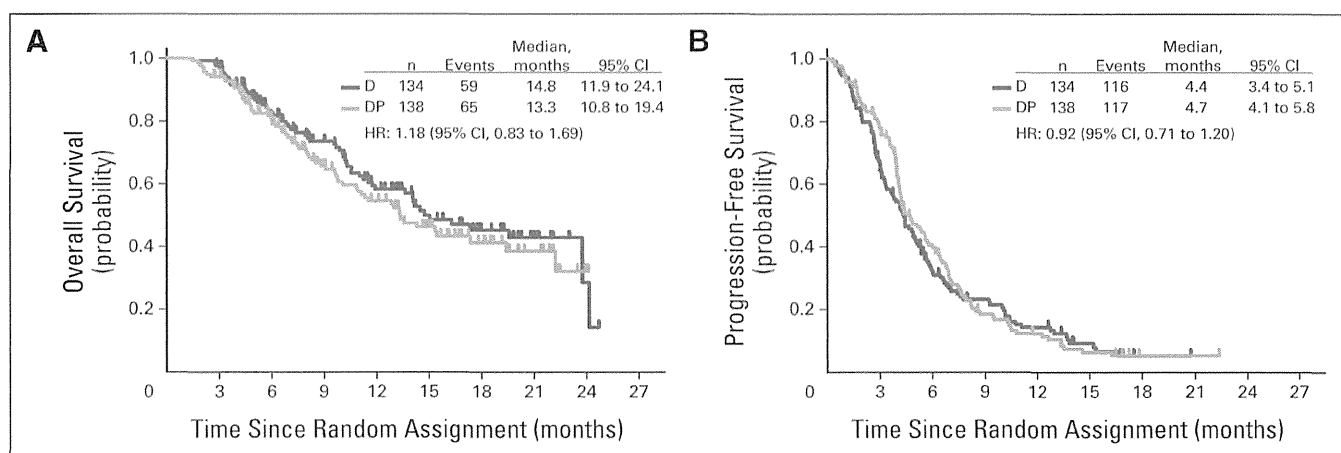 A
Overall Survival
(probability)
1.0
0.8
0.6
0.4
0.2
0
3
6
9
12
15
18
21
24
27
Time Since Random Assignment (months)
Median,
n Events months 95% CI
D 134 59 14.8 11.9 to 24.1
DP 138 65 13.3 10.8 to 19.4
HR: 1.18 (95% CI, 0.83 to 1.69)
B
Progression-Free Survival
(probability)
1.0
0.8
0.6
0.4
0.2
0
3
6
9
12
15
18
21
24
27
Time Since Random Assignment (months)
Median,
n Events months 95% CI
D 134 116 4.4 3.4 to 5.1
DP 138 117 4.7 4.1 to 5.8
HR: 0.92 (95% CI, 0.71 to 1.20)